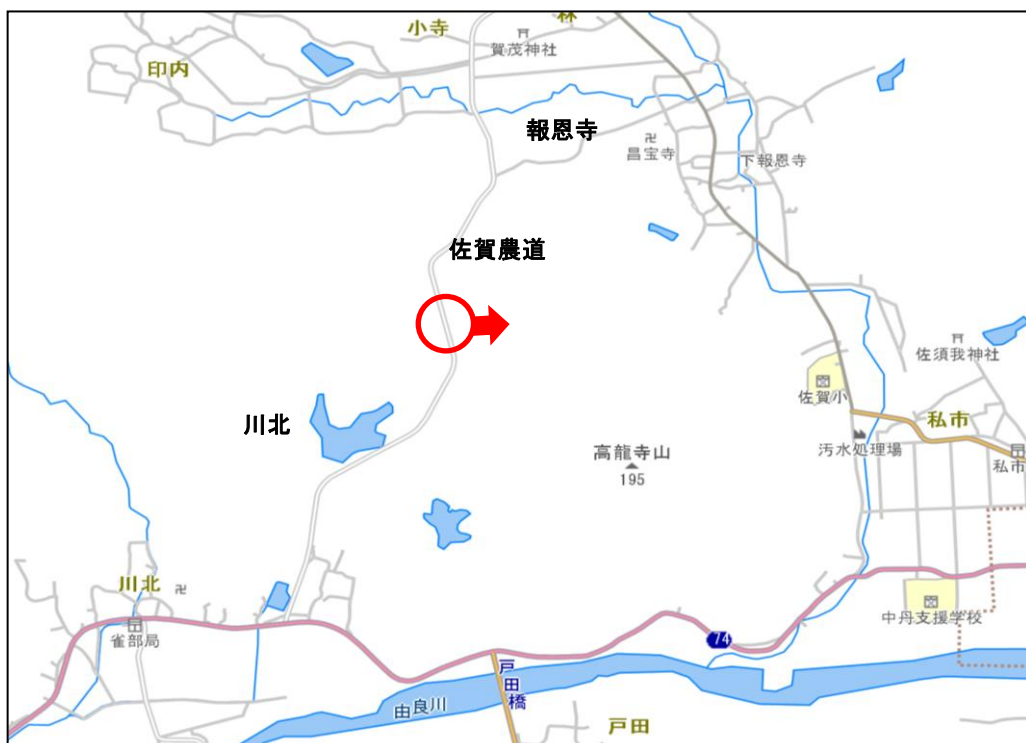 小寺
森
賀茂神社
印内
報恩寺
昌宝寺
下報恩寺
佐賀農道
佐須我神社
佐賀小
川北
私市
汚水処理場
私市
高龍寺山
195
川北
雀部局
中丹支援学校
74
戸田橋
由良川
戸田